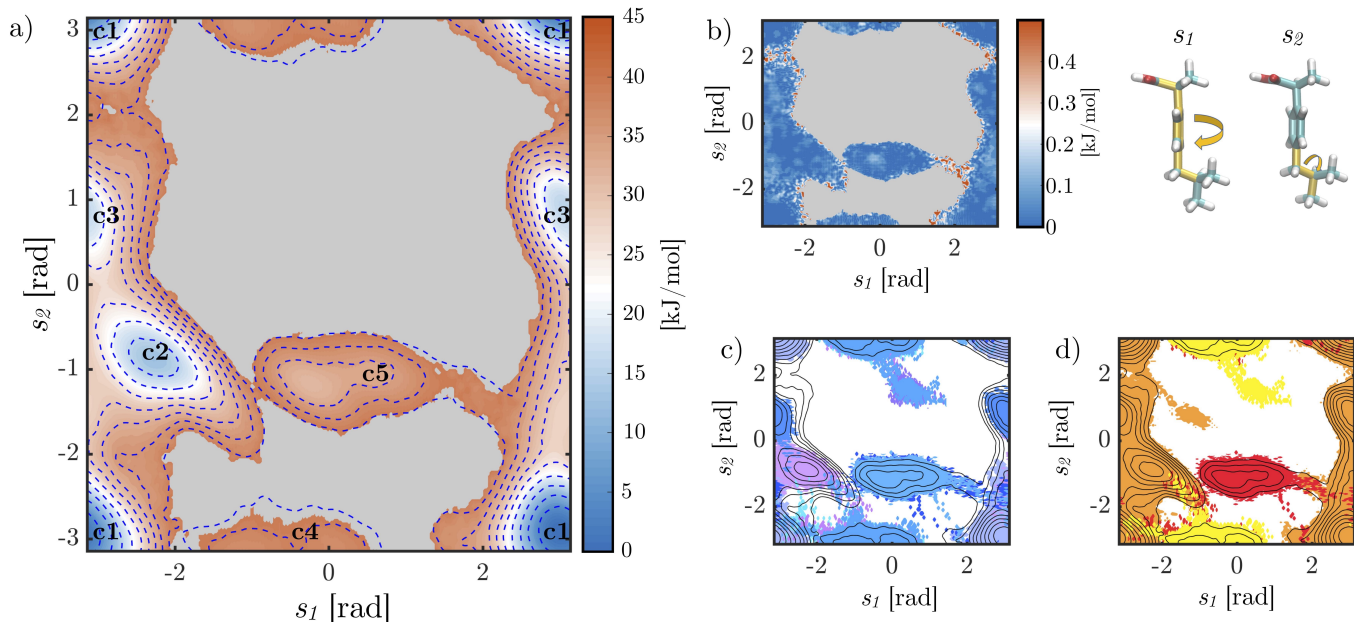 a)
3
2
1
0
-1
-2
-3
s2 [rad]
-2
0
2
s1 [rad]
c1
c1
c3
c3
c2
c5
c1
c4
c1
45
40
35
30
25
20
15
10
5
0
[kJ/mol]
b)
2
0
-2
s2 [rad]
-2
0
2
s1 [rad]
0.4
0.3
0.2
0.1
0
[kJ/mol]
s1
s2
c)
2
0
-2
s2 [rad]
-2
0
2
s1 [rad]
d)
2
0
-2
s2 [rad]
-2
0
2
s1 [rad]